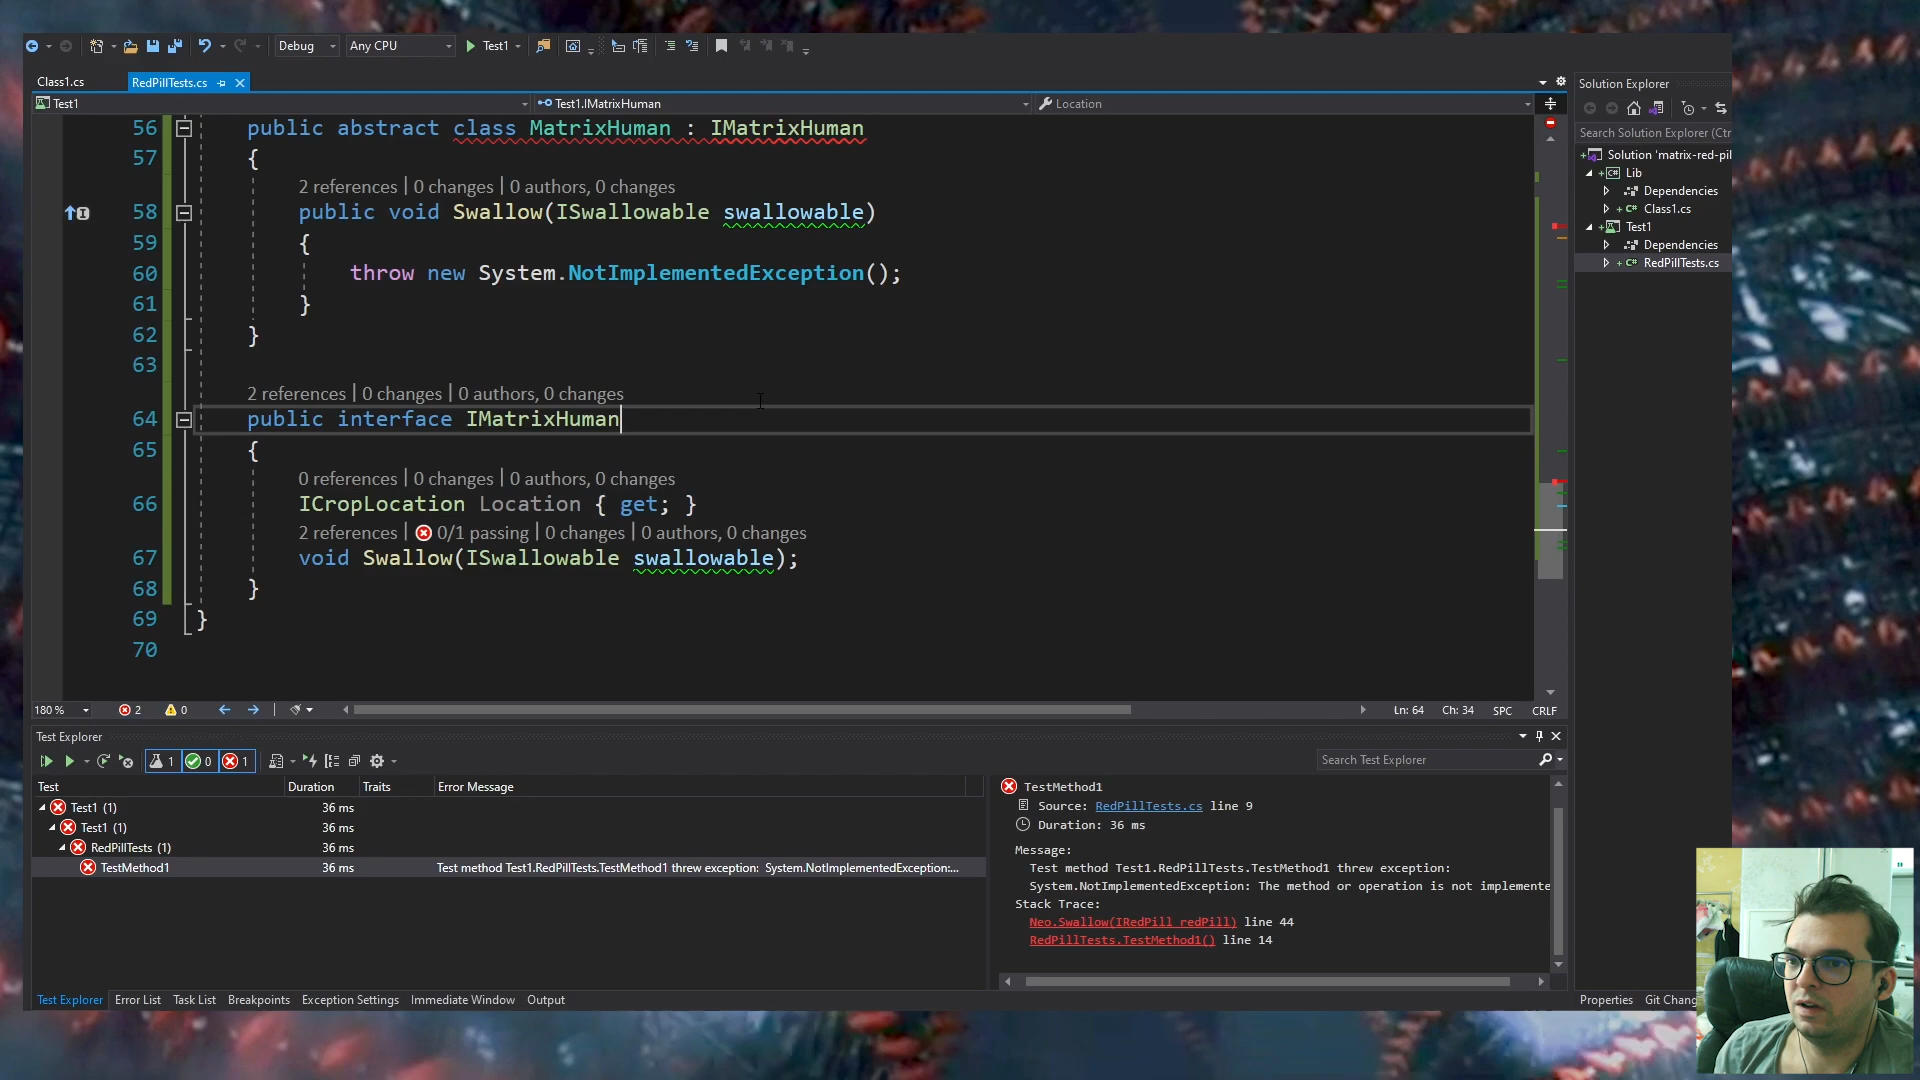 Debug
Any CPU
Test1
Class1.cs
RedPillTests.cs
Test1
Test1.IMatrixHuman
Location
56 public abstract class MatrixHuman : IMatrixHuman
57 {
2 references | 0 changes | 0 authors, 0 changes
58 public void Swallow(ISwallowable swallowable)
59 {
60 throw new System.NotImplementedException();
61 }
62 }
63
2 references | 0 changes | 0 authors, 0 changes
64 public interface IMatrixHuman
65 {
0 references | 0 changes | 0 authors, 0 changes
66 ICropLocation Location { get; }
2 references | 0/1 passing | 0 changes | 0 authors, 0 changes
67 void Swallow(ISwallowable swallowable);
68 }
69 }
70
180 %
2
0
Ln: 64 Ch: 34 SPC CRLF
Solution Explorer
Search Solution Explorer (Ctr
Solution 'matrix-red-pil
Lib
Dependencies
Class1.cs
Test1
Dependencies
RedPillTests.cs
Test Explorer
1 0 1
Search Test Explorer
Test Duration Traits Error Message
Test1 (1) 36 ms
Test1 (1) 36 ms
RedPillTests (1) 36 ms
TestMethod1 36 ms Test method Test1.RedPillTests.TestMethod1 threw exception: System.NotImplementedException:...
TestMethod1
Source: RedPillTests.cs line 9
Duration: 36 ms
Message:
Test method Test1.RedPillTests.TestMethod1 threw exception:
System.NotImplementedException: The method or operation is not implemente
Stack Trace:
Neo.Swallow(IRedPill redPill) line 44
RedPillTests.TestMethod1() line 14
Test Explorer Error List Task List Breakpoints Exception Settings Immediate Window Output
Properties Git Chang